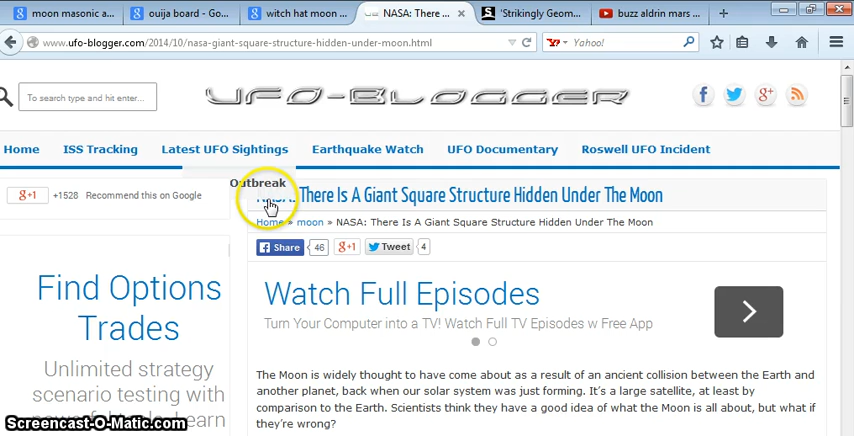 moon masonic a...
ouija board - Go...
witch hat moon ...
NASA: There ...
'Strikingly Geom...
buzz aldrin mars ...
www.ufo-blogger.com/2014/10/nasa-giant-square-structure-hidden-under-moon.html
Yahoo!
To search type and hit enter...
UFO-BLOGGER
Home
ISS Tracking
Latest UFO Sightings
Earthquake Watch
UFO Documentary
Roswell UFO Incident
Outbreak
g+1 +1528 Recommend this on Google
NASA: There Is A Giant Square Structure Hidden Under The Moon
Home » moon » NASA: There Is A Giant Square Structure Hidden Under The Moon
Share 46 g+1 Tweet 4
Find Options
Trades
Unlimited strategy
scenario testing with
Watch Full Episodes
Turn Your Computer into a TV! Watch Full TV Episodes w Free App
The Moon is widely thought to have come about as a result of an ancient collision between the Earth and
another planet, back when our solar system was just forming. It's a large satellite, at least by
comparison to the Earth. Scientists think they have a good idea of what the Moon is all about, but what if
they're wrong?
Screencast-O-Matic.com